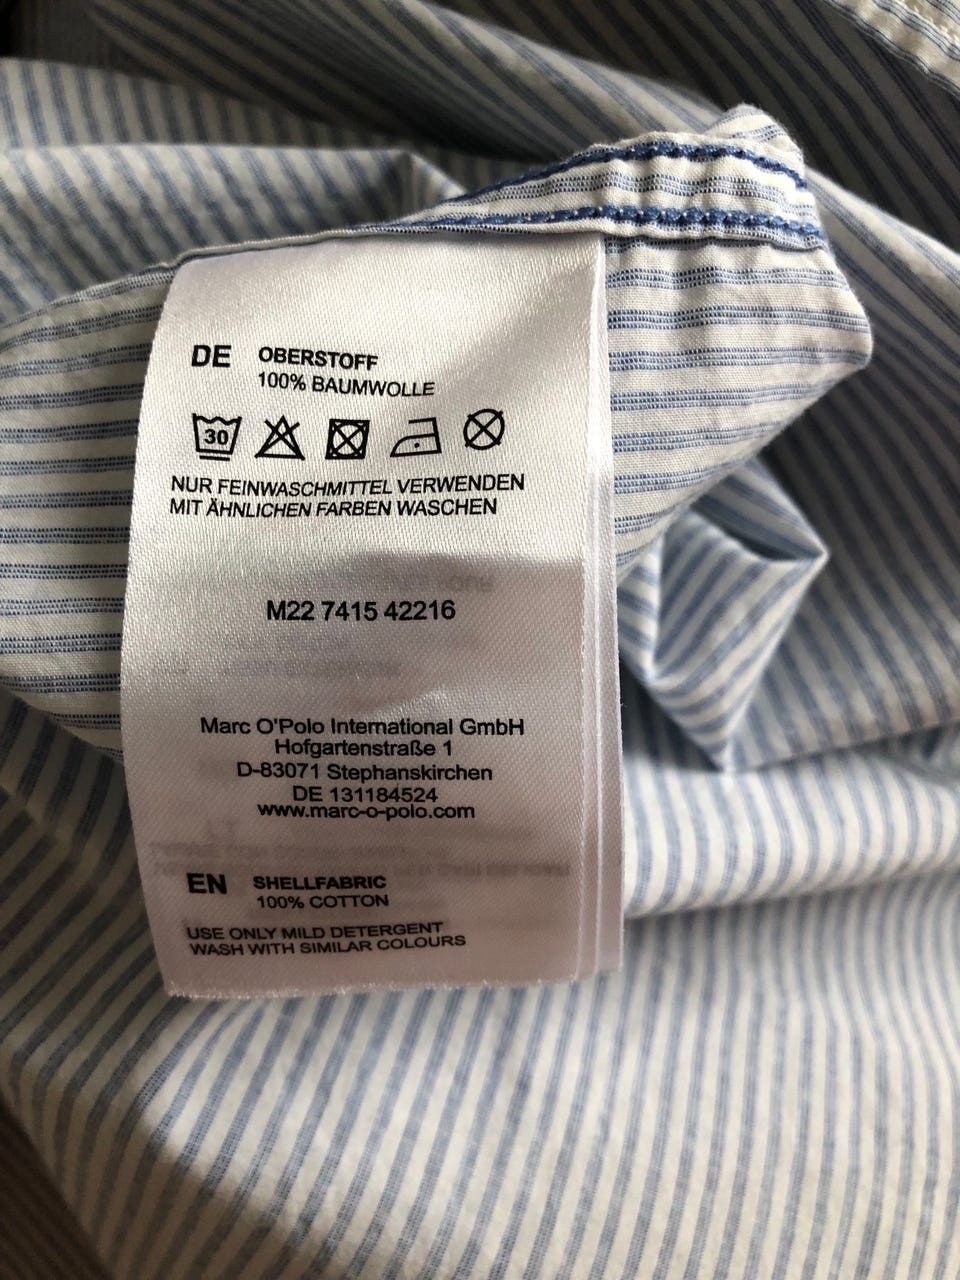 DE OBERSTOFF
100% BAUMWOLLE
30
NUR FEINWASCHMITTEL VERWENDEN
MIT ÄHNLICHEN FARBEN WASCHEN
M22 7415 42216
Marc O'Polo International GmbH
Hofgartenstraße 1
D-83071 Stephanskirchen
DE 131184524
www.marc-o-polo.com
EN SHELLFABRIC
100% COTTON
USE ONLY MILD DETERGENT
WASH WITH SIMILAR COLOURS